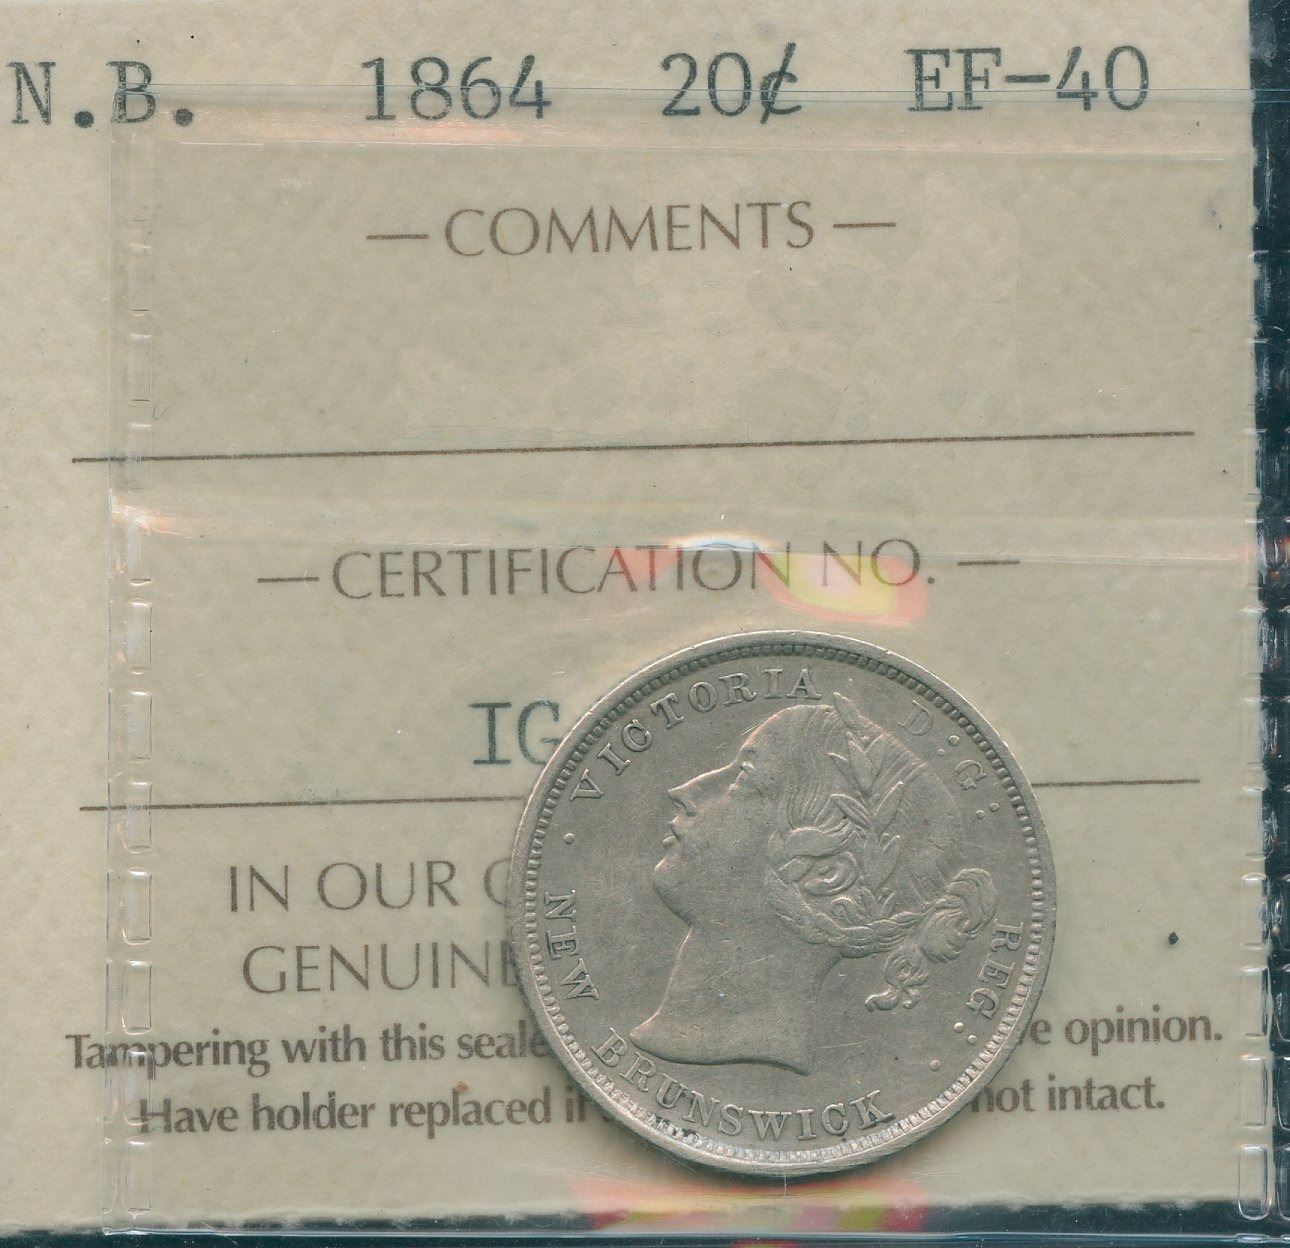 N.B. 1864 20¢ EF-40
— COMMENTS —
— CERTIFICATION NO. —
IG
IN OUR
GENUINE
Tampering with this seale e opinion.
Have holder replaced if not intact.
· VICTORIA D·G: REG: ·
NEW BRUNSWICK